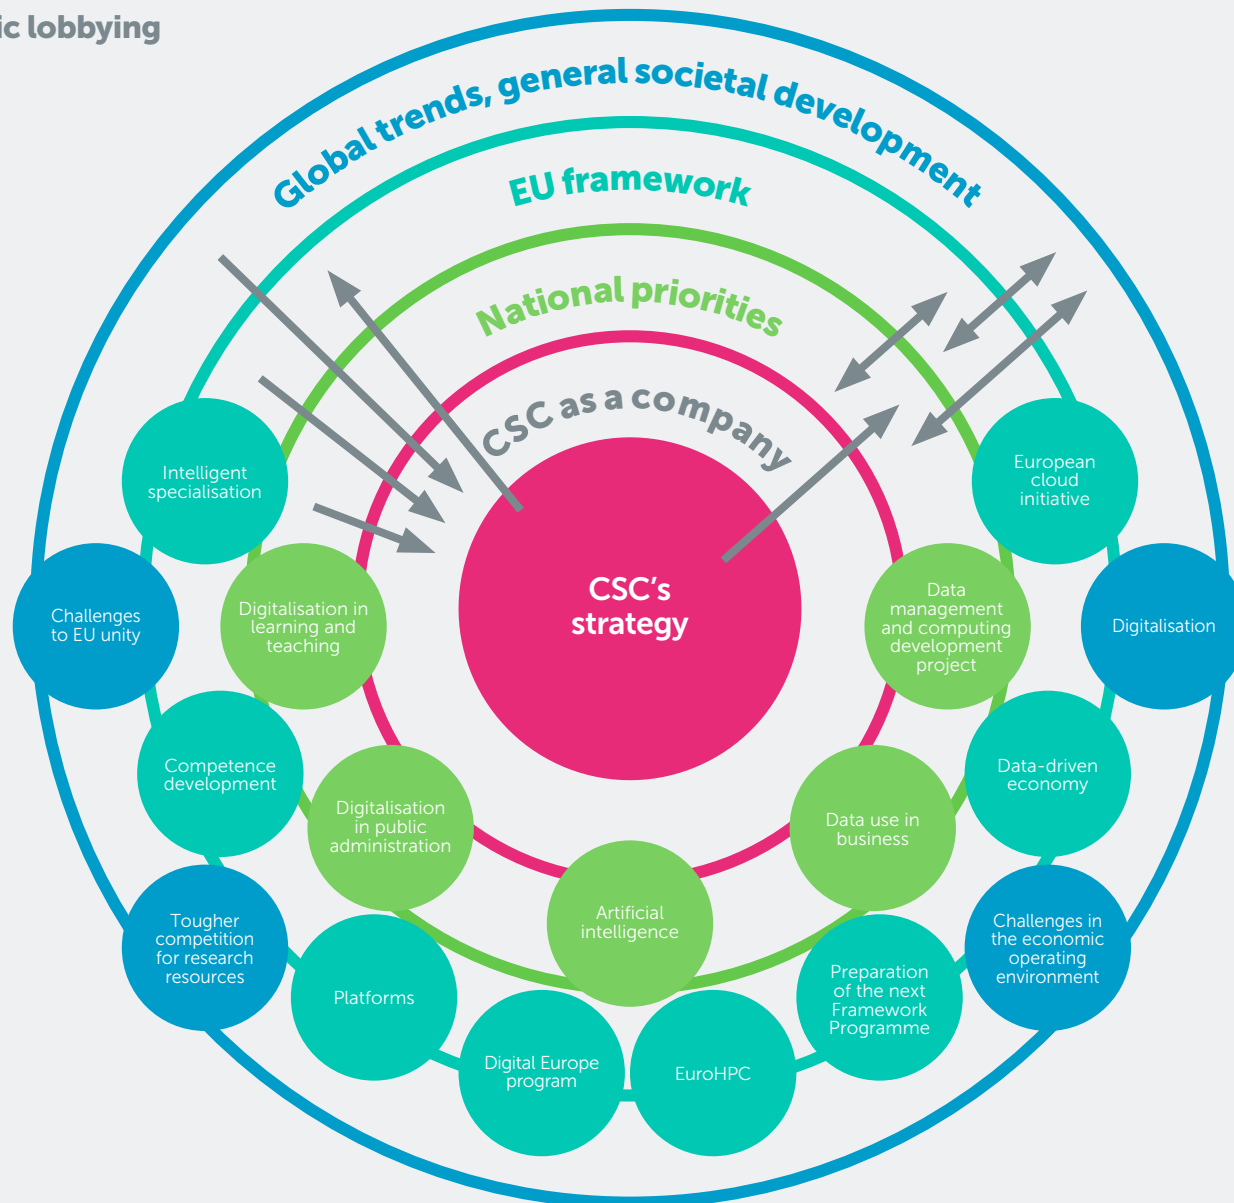 ic lobbying
Global trends, general societal development
EU framework
National priorities
CSC as a company
CSC's
strategy
Intelligent
specialisation
European
cloud
initiative
Challenges
to EU unity
Digitalisation in
learning and
teaching
Data
management
and computing
development
project
Digitalisation
Competence
development
Data-driven
economy
Digitalisation
in public
administration
Data use in
business
Artificial
intelligence
Tougher
competition
for research
resources
Challenges in
the economic
operating
environment
Platforms
Preparation
of the next
Framework
Programme
Digital Europe
program
EuroHPC